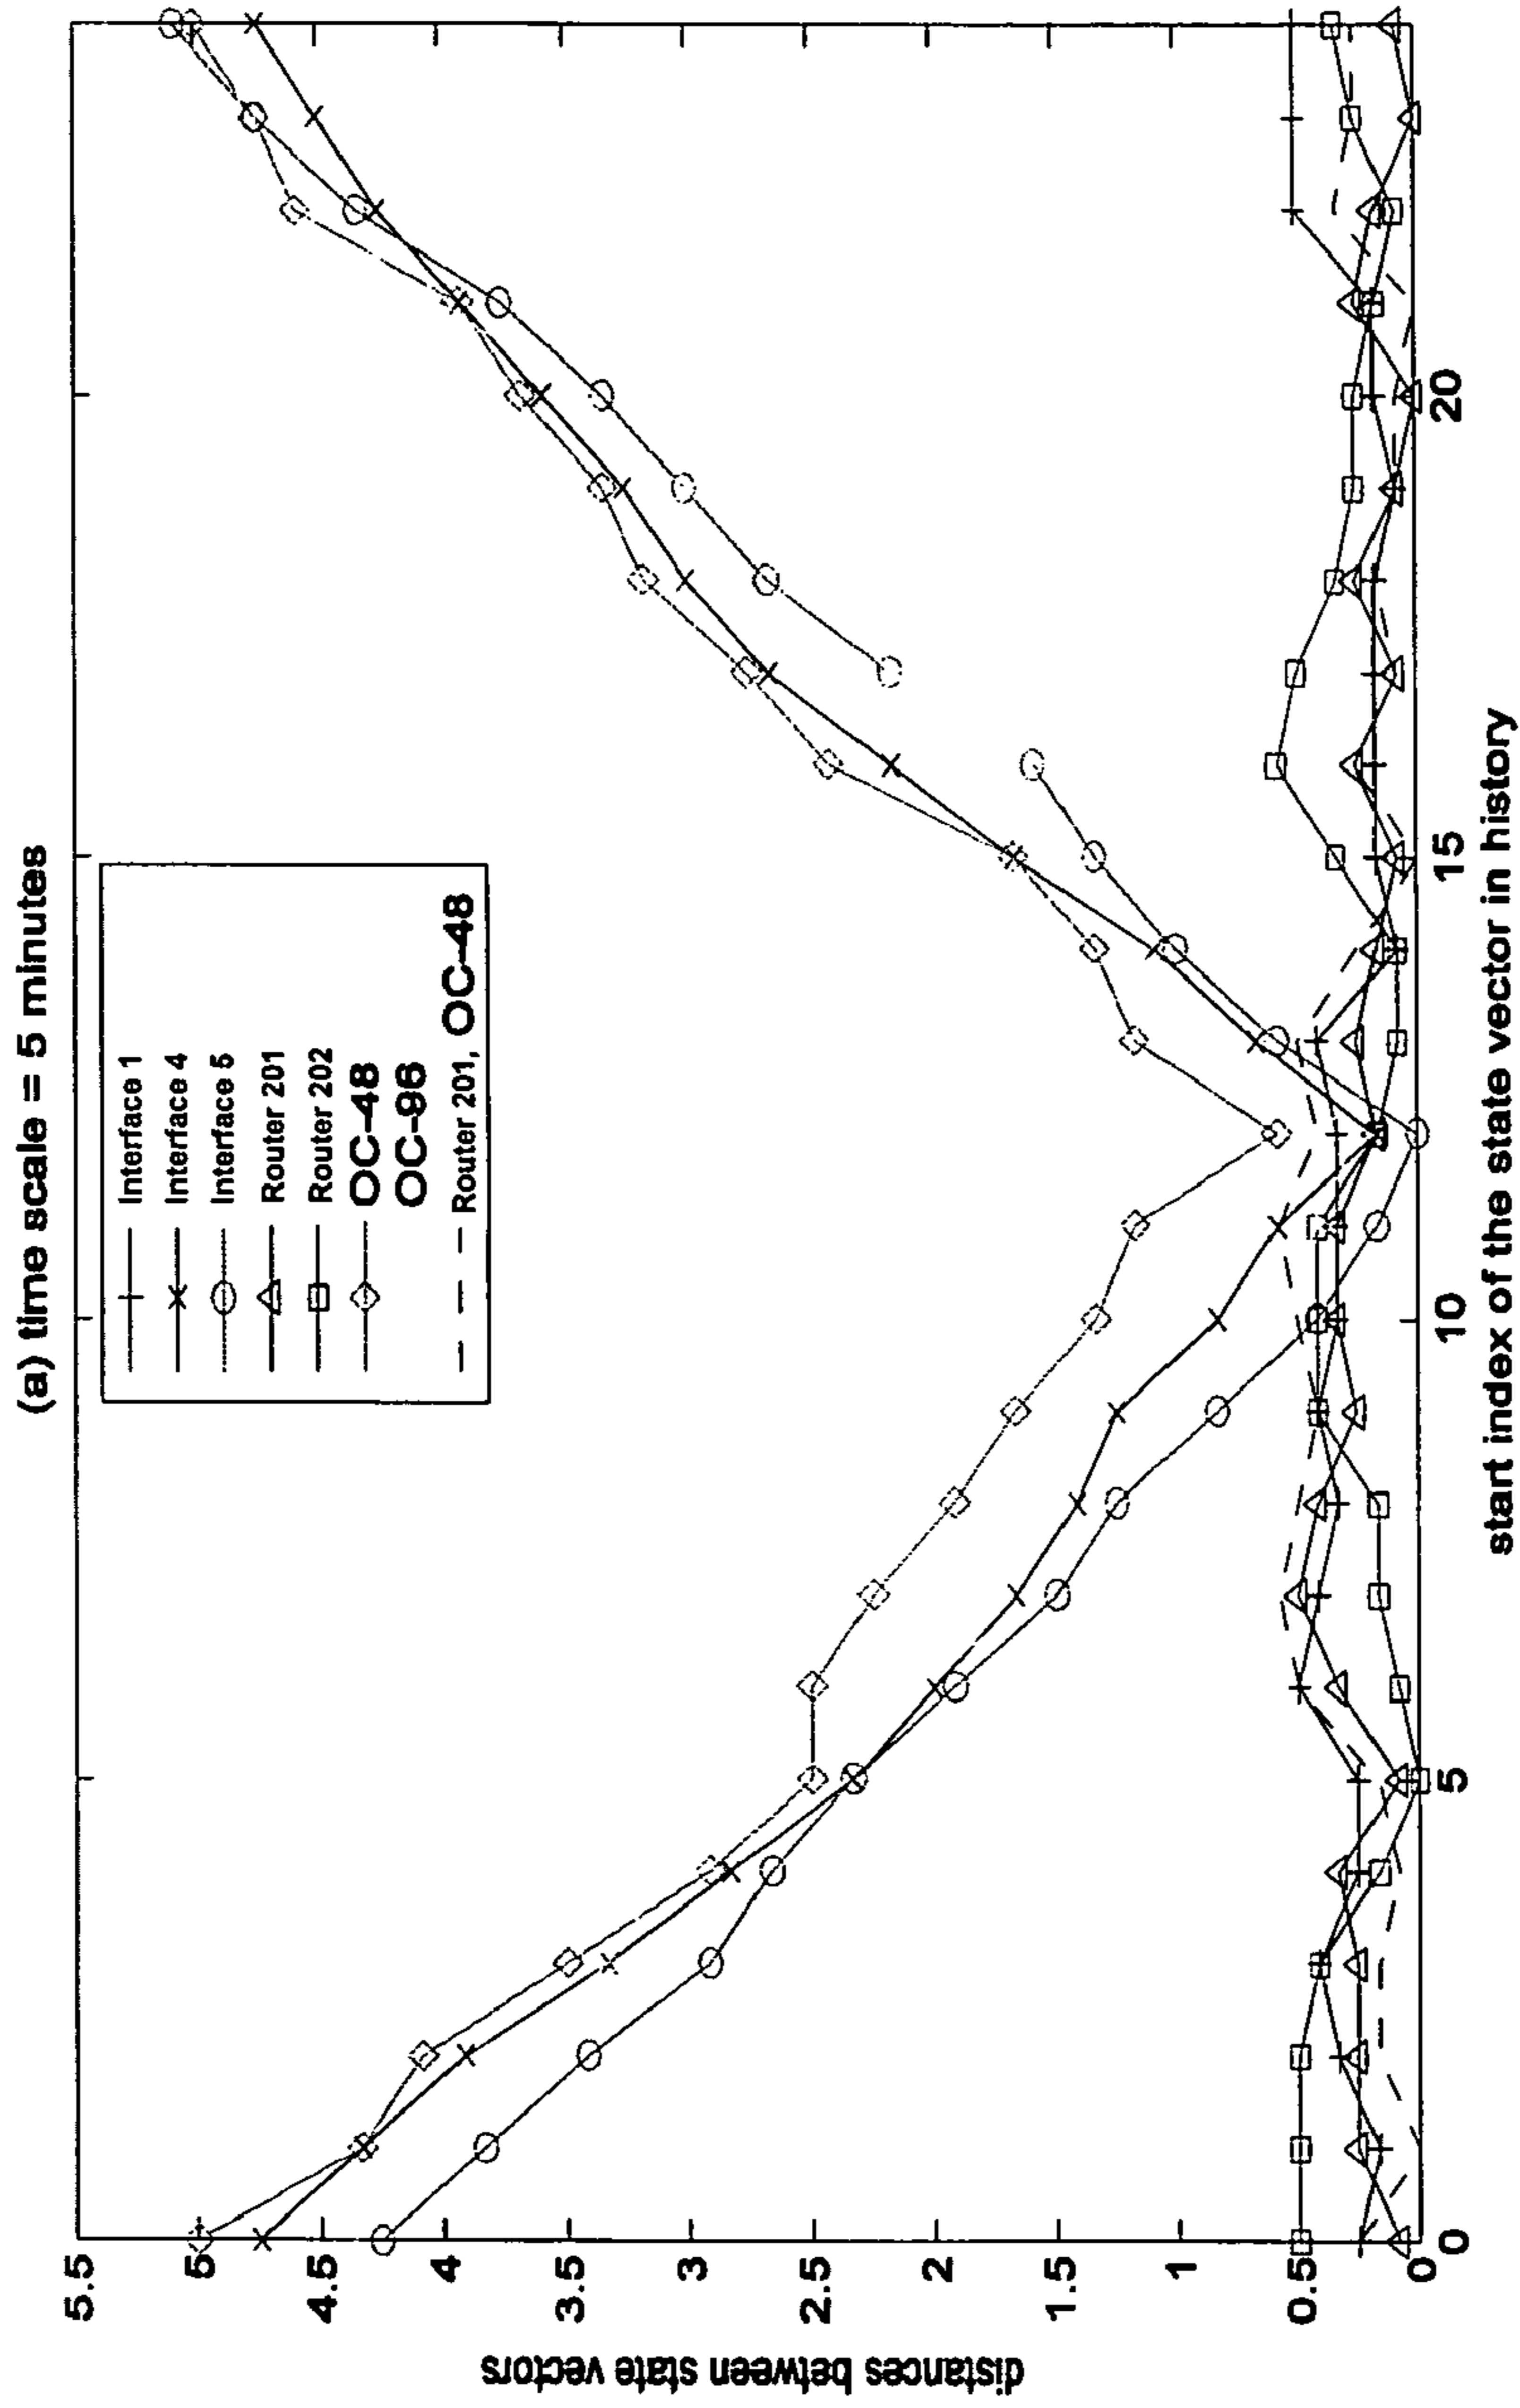 (a) time scale = 5 minutes
Interface 1
Interface 4
Interface 5
Router 201
Router 202
OC-48
OC-96
Router 201, OC-48
5.5
5
4.5
4
3.5
3
2.5
2
1.5
1
0.5
0
distances between state vectors
0
5
10
15
20
start index of the state vector in history